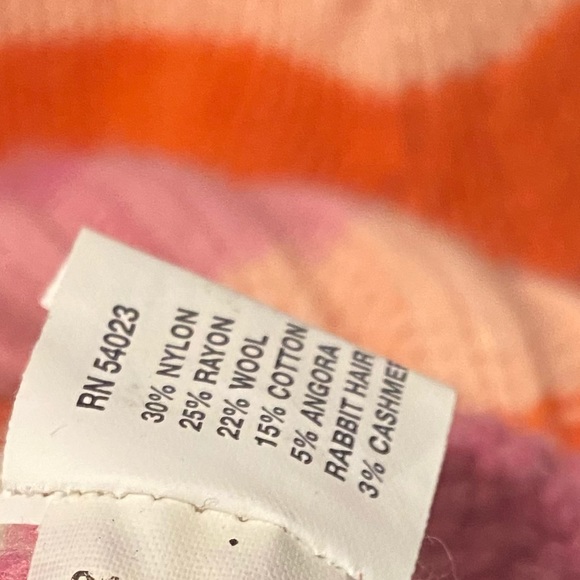 RN 54023
30% NYLON
25% RAYON
22% WOOL
15% COTTON
5% ANGORA
RABBIT HAIR
3% CASHME